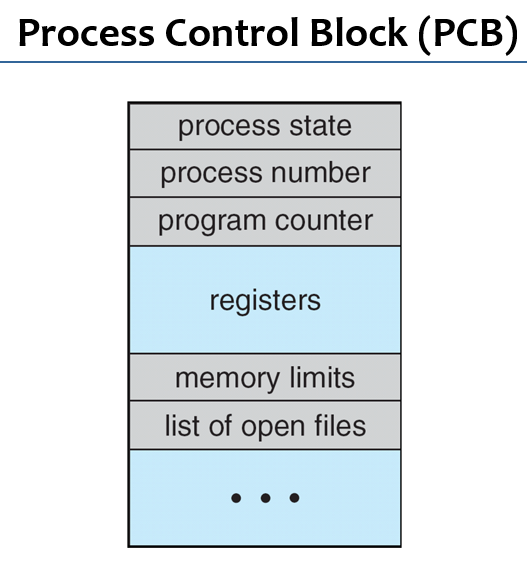 Process Control Block (PCB)
process state
process number
program counter
registers
memory limits
list of open files
• • •